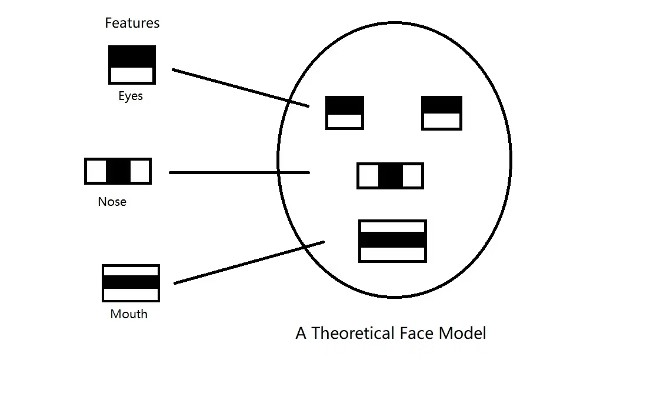 Features
Eyes
Nose
Mouth
A Theoretical Face Model